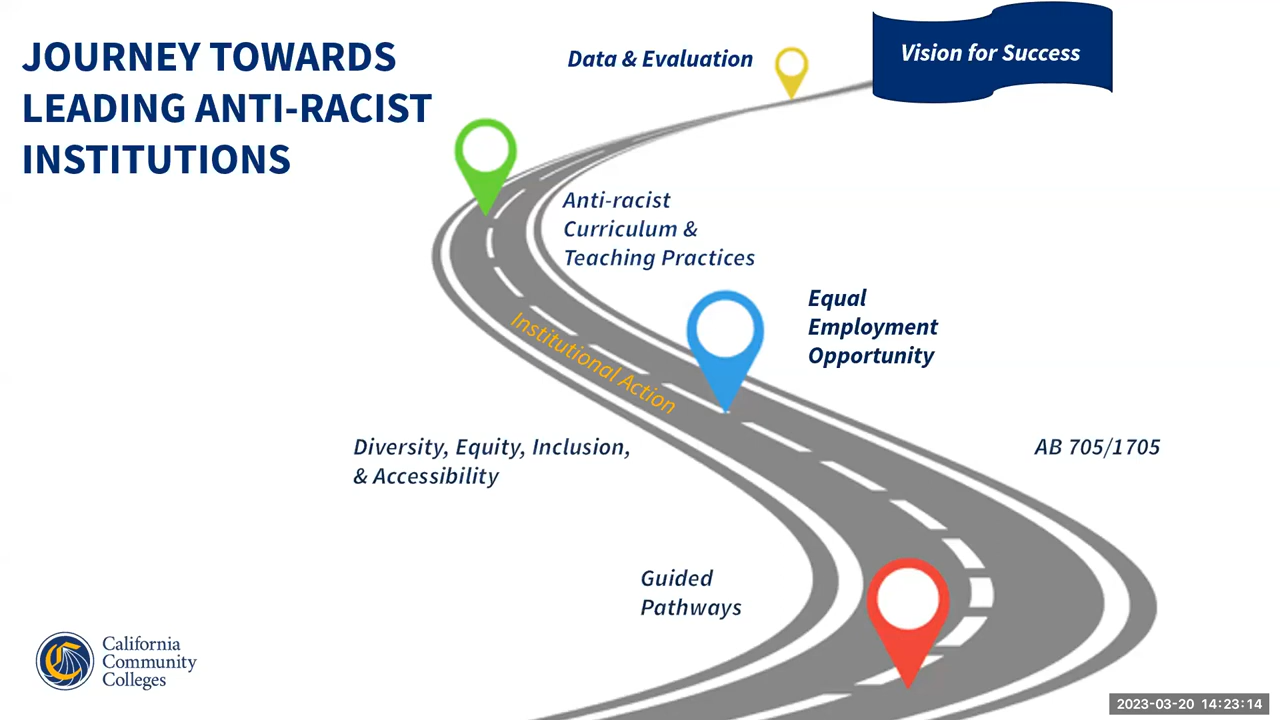 JOURNEY TOWARDS
LEADING ANTI-RACIST
INSTITUTIONS
Data & Evaluation
Vision for Success
Anti-racist
Curriculum &
Teaching Practices
Equal
Employment
Opportunity
Institutional Action
Diversity, Equity, Inclusion,
& Accessibility
AB 705/1705
Guided
Pathways
California
Community
Colleges
2023-03-20 14:23:14